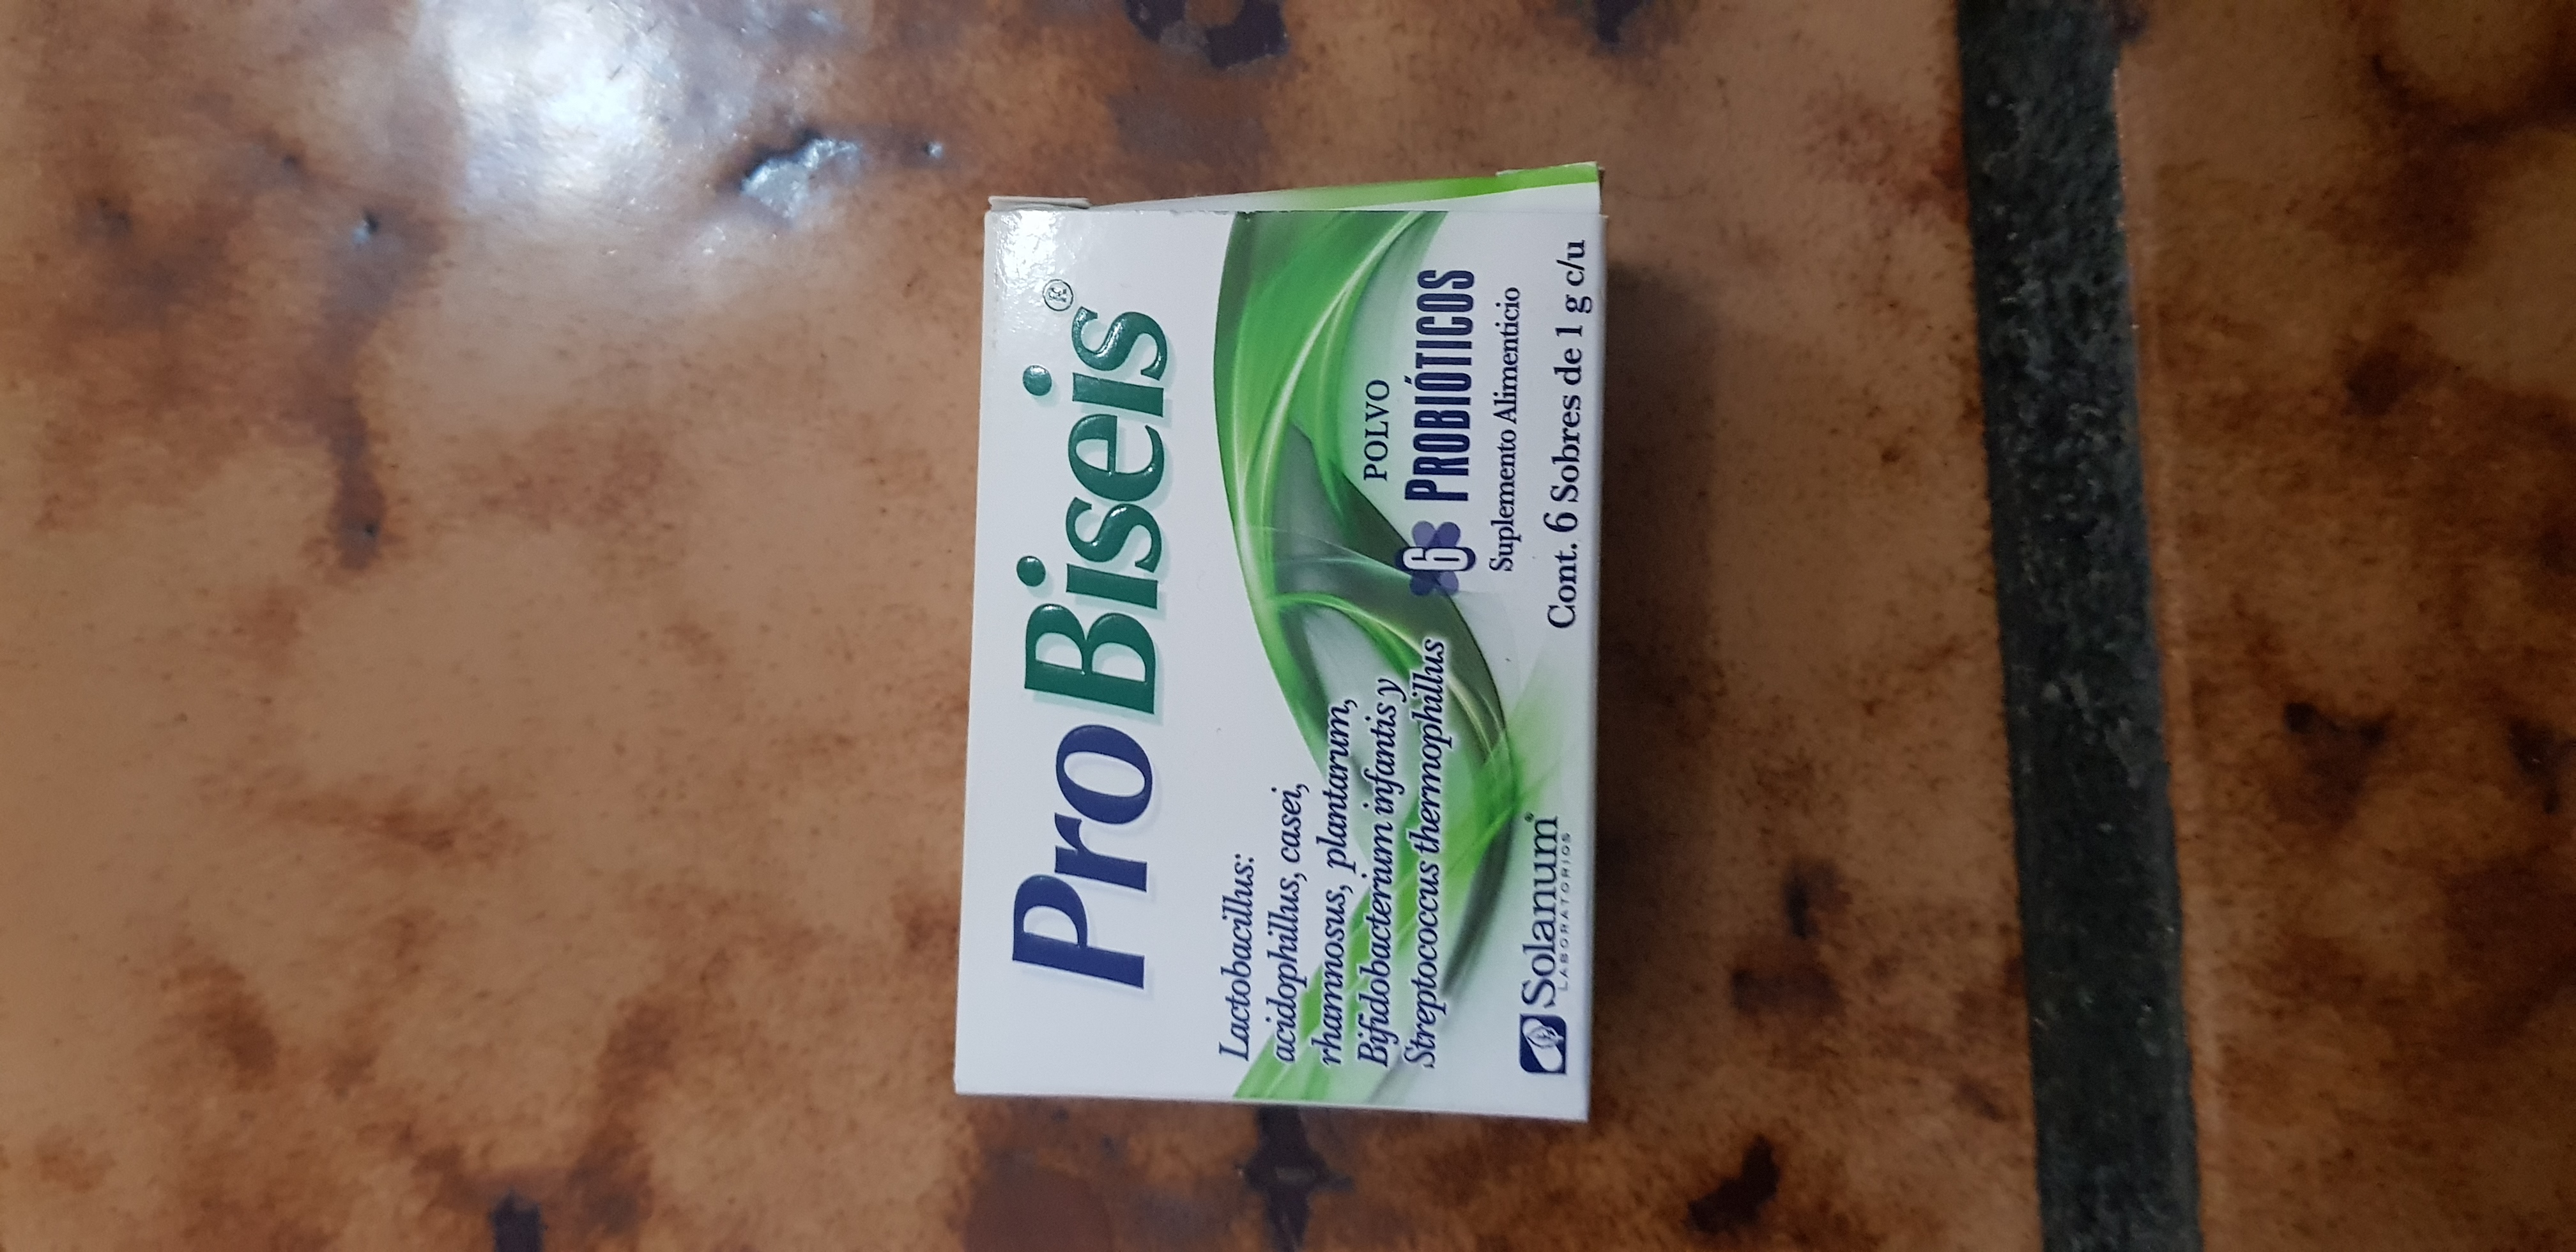 ProBiseis®
Lactobacillus:
acidophillus, casei,
rhamnosus, plantarum,
Bifidobacterium infantis y
Streptococcus thermophillus
POLVO
6 PROBIÓTICOS
Suplemento Alimenticio
Cont. 6 Sobres de 1 g c/u
Solanum®
LABORATORIOS